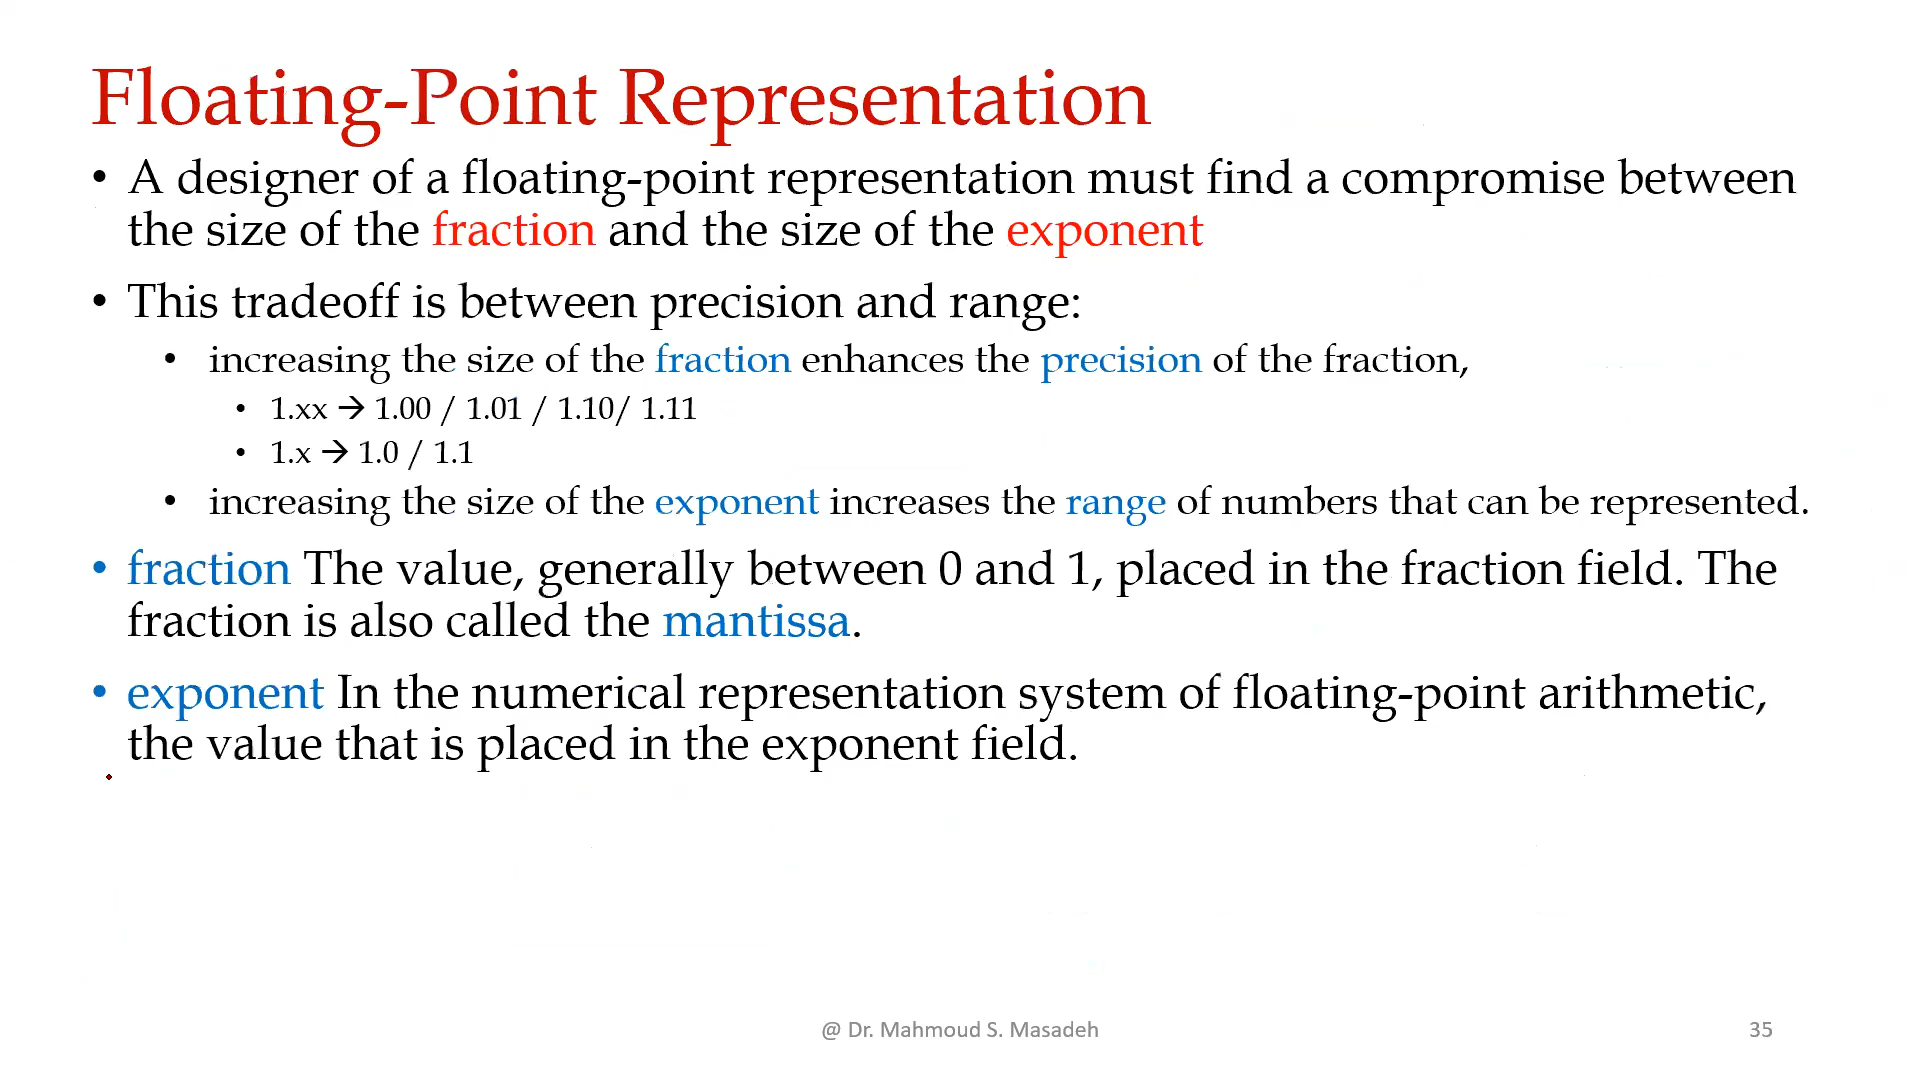 Floating-Point Representation
• A designer of a floating-point representation must find a compromise between
the size of the fraction and the size of the exponent
• This tradeoff is between precision and range:
• increasing the size of the fraction enhances the precision of the fraction,
• 1.xx → 1.00 / 1.01 / 1.10/ 1.11
• 1.x → 1.0 / 1.1
• increasing the size of the exponent increases the range of numbers that can be represented.
• fraction The value, generally between 0 and 1, placed in the fraction field. The
fraction is also called the mantissa.
• exponent In the numerical representation system of floating-point arithmetic,
the value that is placed in the exponent field.
@ Dr. Mahmoud S. Masadeh
35